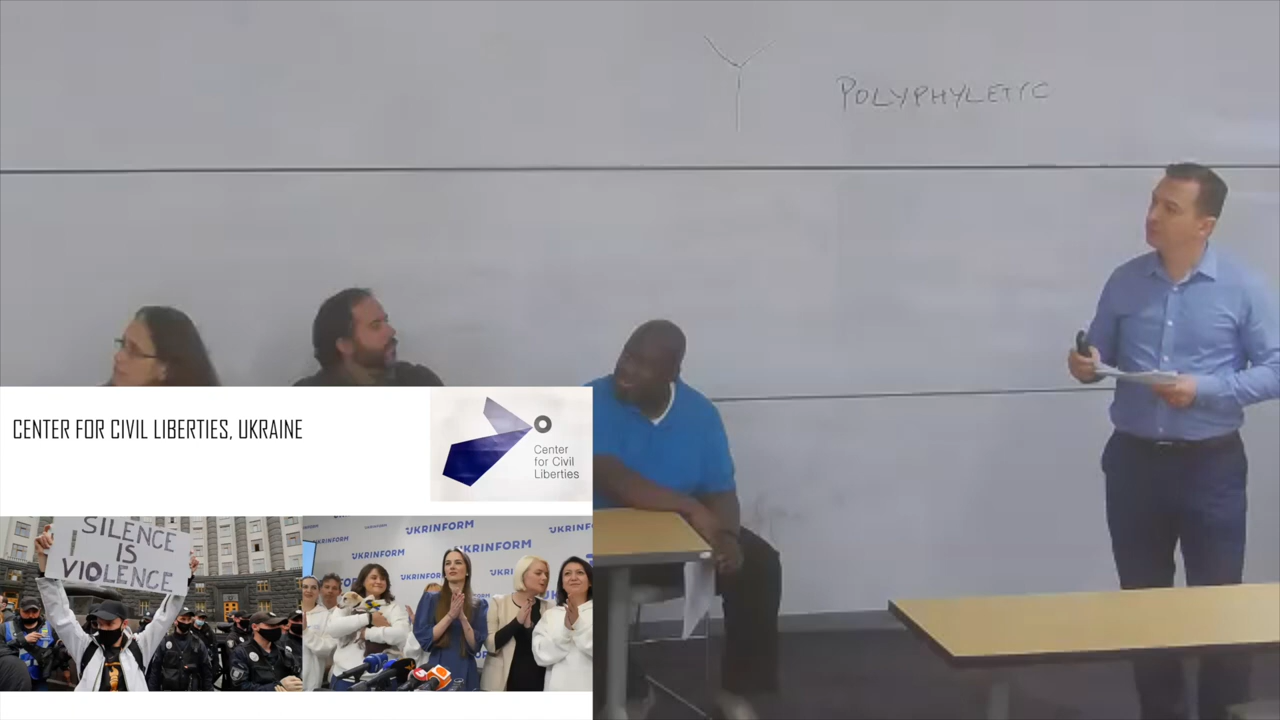 POLYPHYLETIC
CENTER FOR CIVIL LIBERTIES, UKRAINE
Center
for Civil
Liberties
SILENCE
IS
VIOLENCE
UKRINFORM
UKRINFORM
UKRINFORM
UKRINFORM